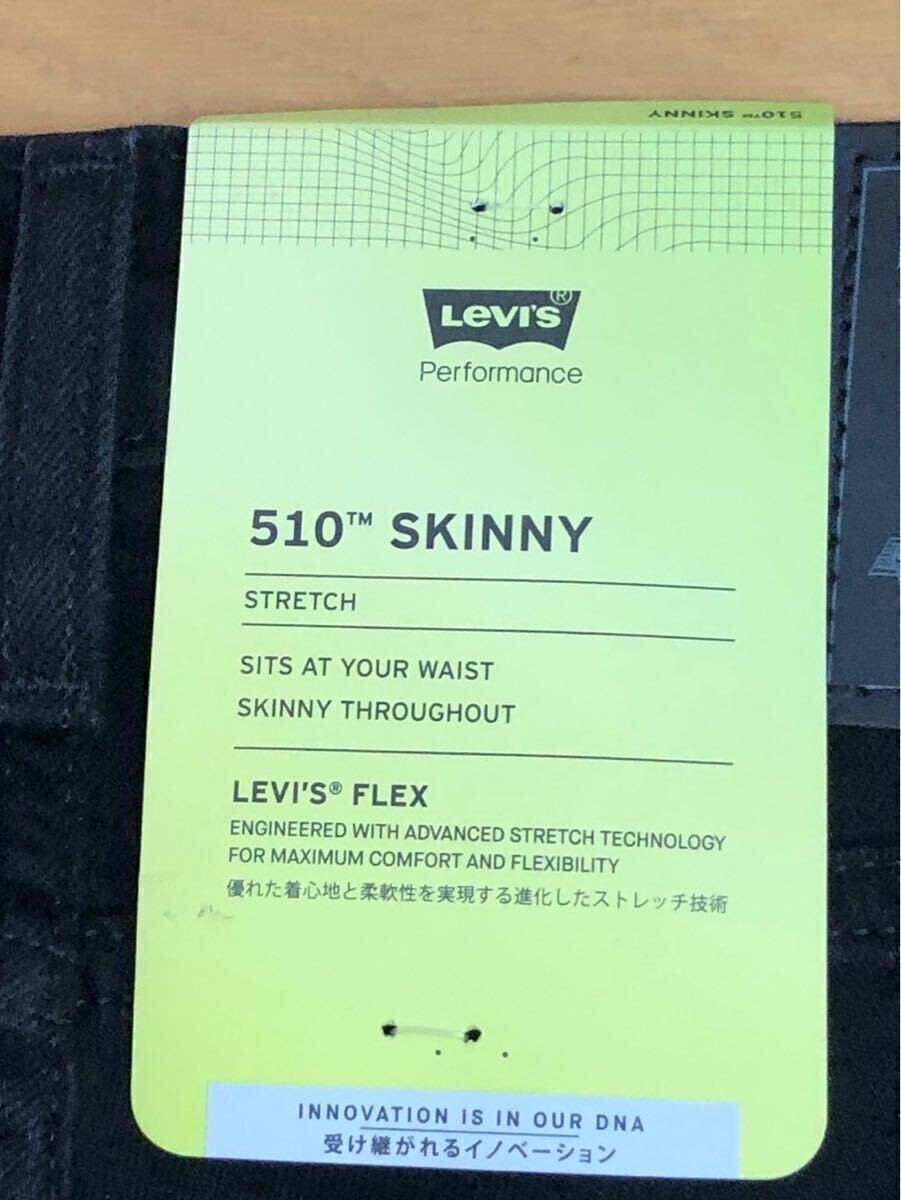 510™ SKINNY
Levi's®
Performance
510™ SKINNY
STRETCH
SITS AT YOUR WAIST
SKINNY THROUGHOUT
LEVI'S® FLEX
ENGINEERED WITH ADVANCED STRETCH TECHNOLOGY
FOR MAXIMUM COMFORT AND FLEXIBILITY
優れた着心地と柔軟性を実現する進化したストレッチ技術
INNOVATION IS IN OUR DNA
受け継がれるイノベーション